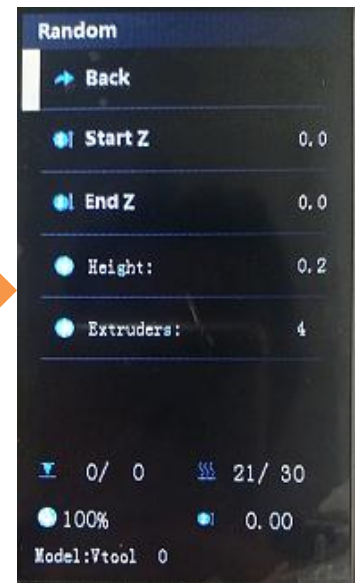 Random
Back
Start Z 0.0
End Z 0.0
Height: 0.2
Extruders: 4
0/ 0 21/ 30
100% 0.00
Model:Vtool 0